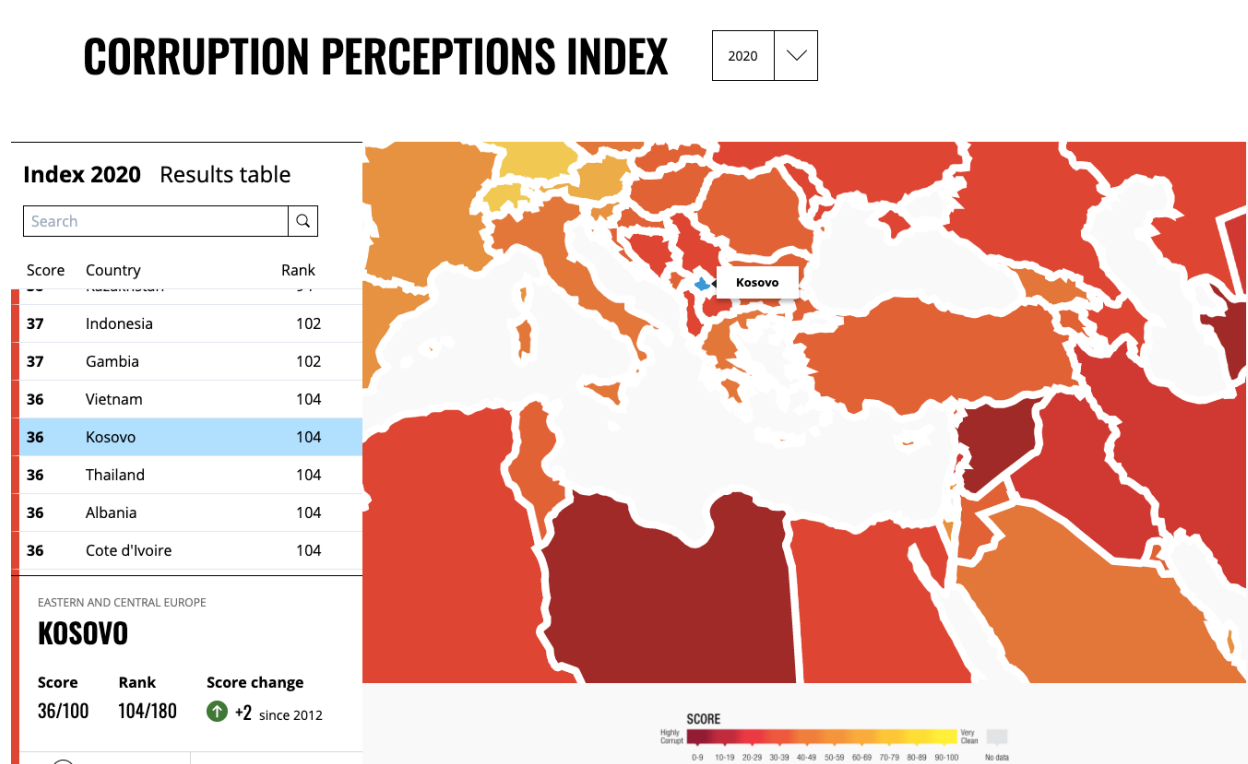 CORRUPTION PERCEPTIONS INDEX
2020
Index 2020 Results table
Search
Score Country Rank
37 Indonesia 102
37 Gambia 102
36 Vietnam 104
36 Kosovo 104
36 Thailand 104
36 Albania 104
36 Cote d'Ivoire 104
EASTERN AND CENTRAL EUROPE
KOSOVO
Score Rank Score change
36/100 104/180 +2 since 2012
Kosovo
SCORE
Highly Corrupt
Very Clean
0-9 10-19 20-29 30-39 40-49 50-59 60-69 70-79 80-89 90-100 No data